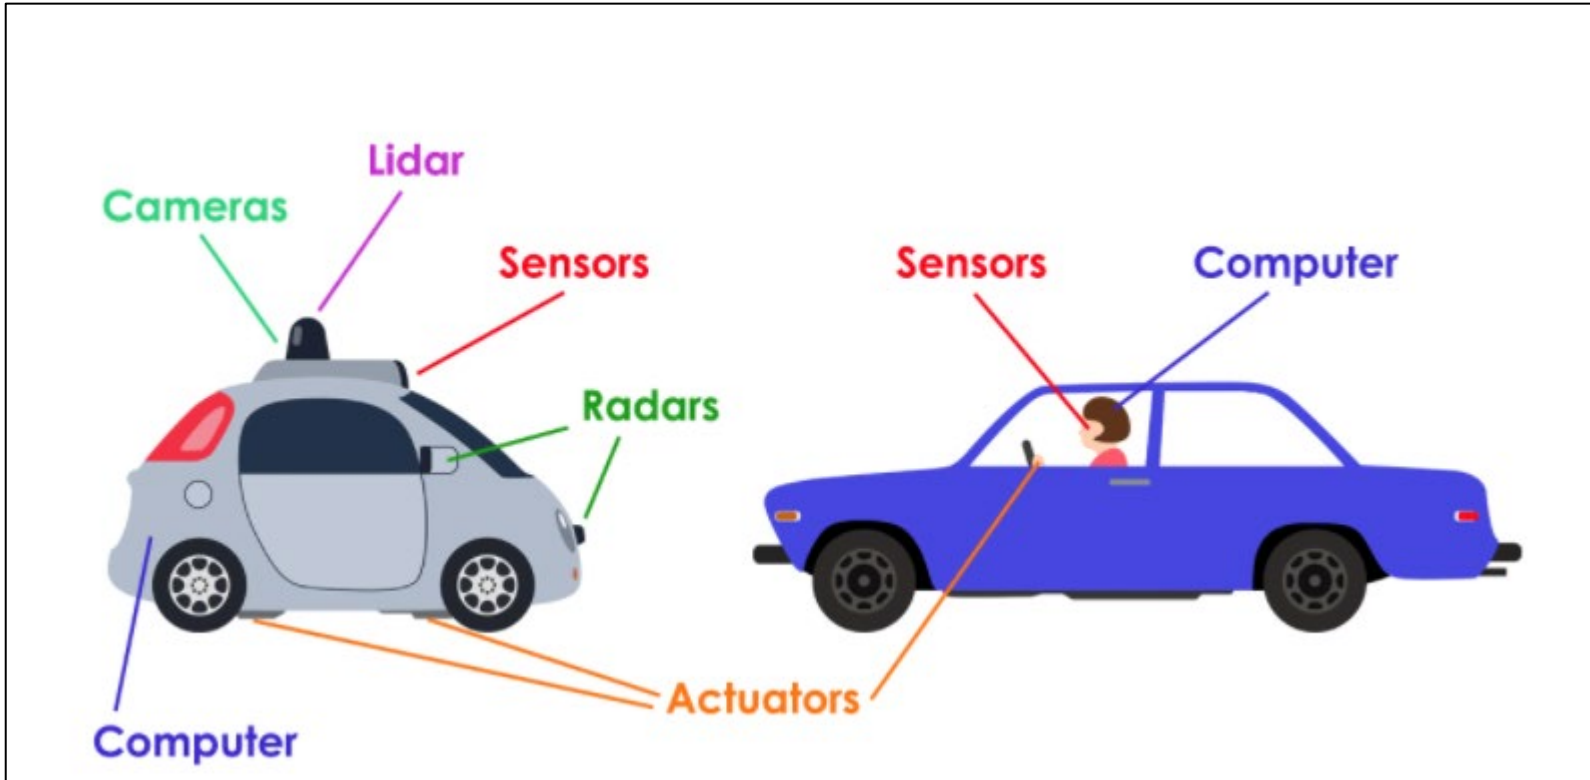 Lidar
Cameras
Sensors
Sensors
Computer
Radars
Actuators
Computer